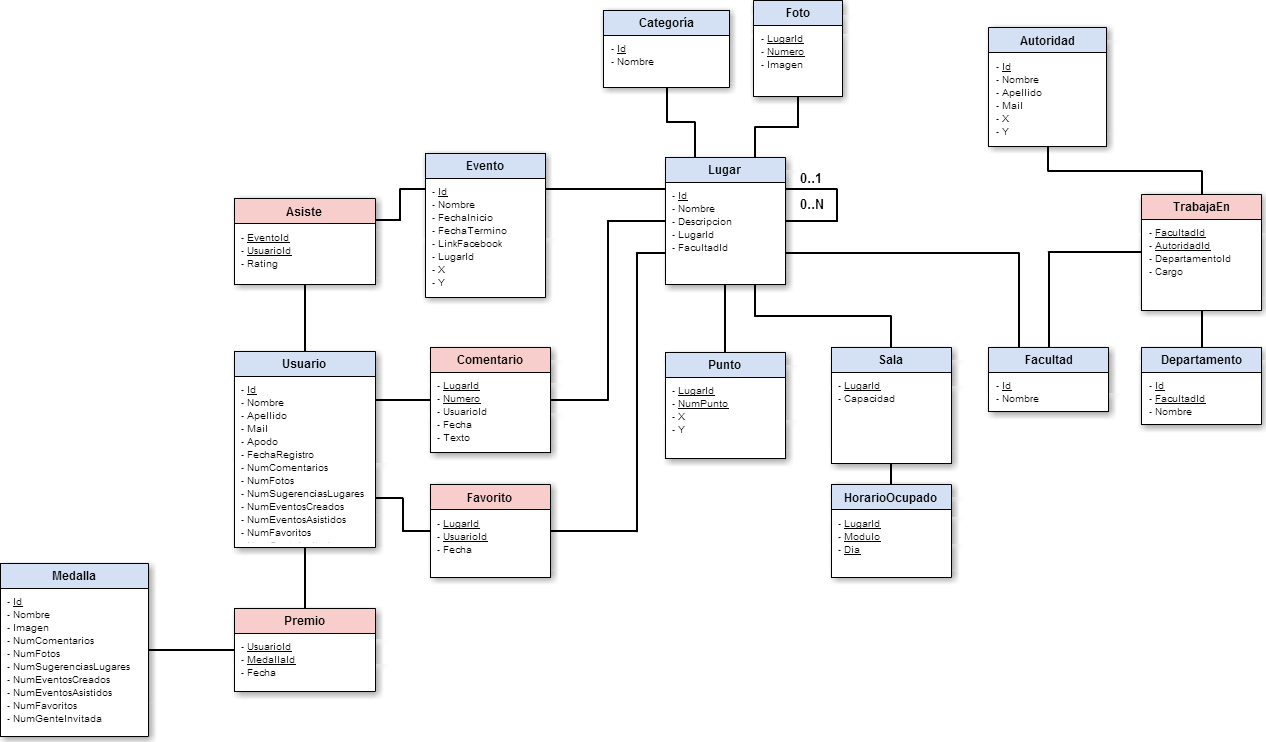 Categoría
- Id
- Nombre
Foto
- LugarId
- Numero
- Imagen
Autoridad
- Id
- Nombre
- Apellido
- Mail
- X
- Y
Evento
- Id
- Nombre
- FechaInicio
- FechaTermino
- LinkFacebook
- LugarId
- X
- Y
Lugar
- Id
- Nombre
- Descripcion
- LugarId
- FacultadId
0..1
0..N
Asiste
- EventoId
- UsuarioId
- Rating
TrabajaEn
- FacultadId
- AutoridadId
- DepartamentoId
- Cargo
Usuario
- Id
- Nombre
- Apellido
- Mail
- Apodo
- FechaRegistro
- NumComentarios
- NumFotos
- NumSugerenciasLugares
- NumEventosCreados
- NumEventosAsistidos
- NumFavoritos
Comentario
- LugarId
- Numero
- UsuarioId
- Fecha
- Texto
Punto
- LugarId
- NumPunto
- X
- Y
Sala
- LugarId
- Capacidad
Facultad
- Id
- Nombre
Departamento
- Id
- FacultadId
- Nombre
Favorito
- LugarId
- UsuarioId
- Fecha
HorarioOcupado
- LugarId
- Modulo
- Dia
Medalla
- Id
- Nombre
- Imagen
- NumComentarios
- NumFotos
- NumSugerenciasLugares
- NumEventosCreados
- NumEventosAsistidos
- NumFavoritos
- NumGenteInvitada
Premio
- UsuarioId
- MedallaId
- Fecha